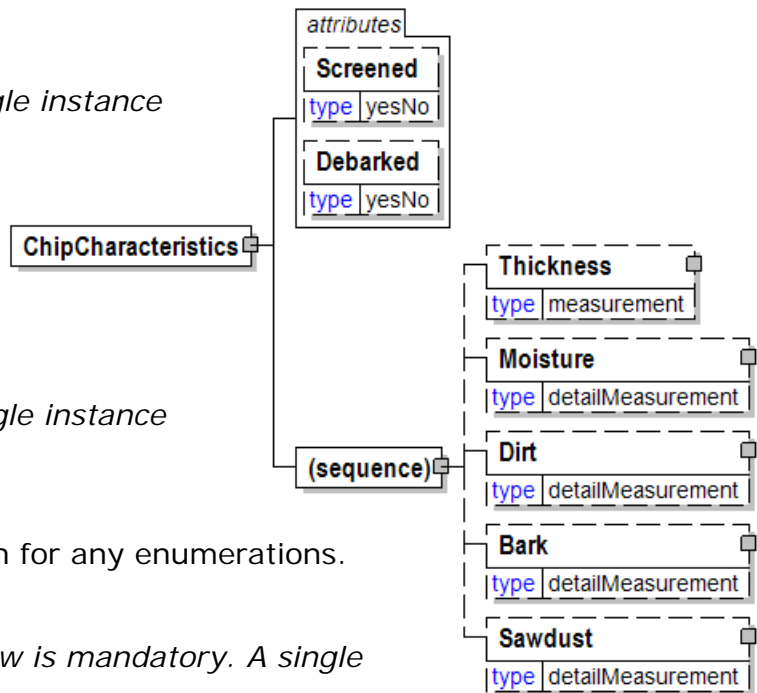 attributes
Screened
type yesNo
gle instance
Debarked
type yesNo
ChipCharacteristics
Thickness
type measurement
Moisture
type detailMeasurement
gle instance
Dirt
type detailMeasurement
(sequence)
Bark
n for any enumerations.
type detailMeasurement
Sawdust
w is mandatory. A single
type detailMeasurement